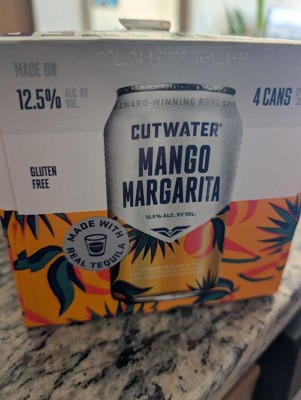 MADE ON
12.5% ALC. BY
VOL.
4 CANS
AWARD-WINNING REAL SPIR
CUTWATER
MANGO
MARGARITA
12.5% ALC. BY VOL.
GLUTEN
FREE
MADE WITH
REAL TEQUILA